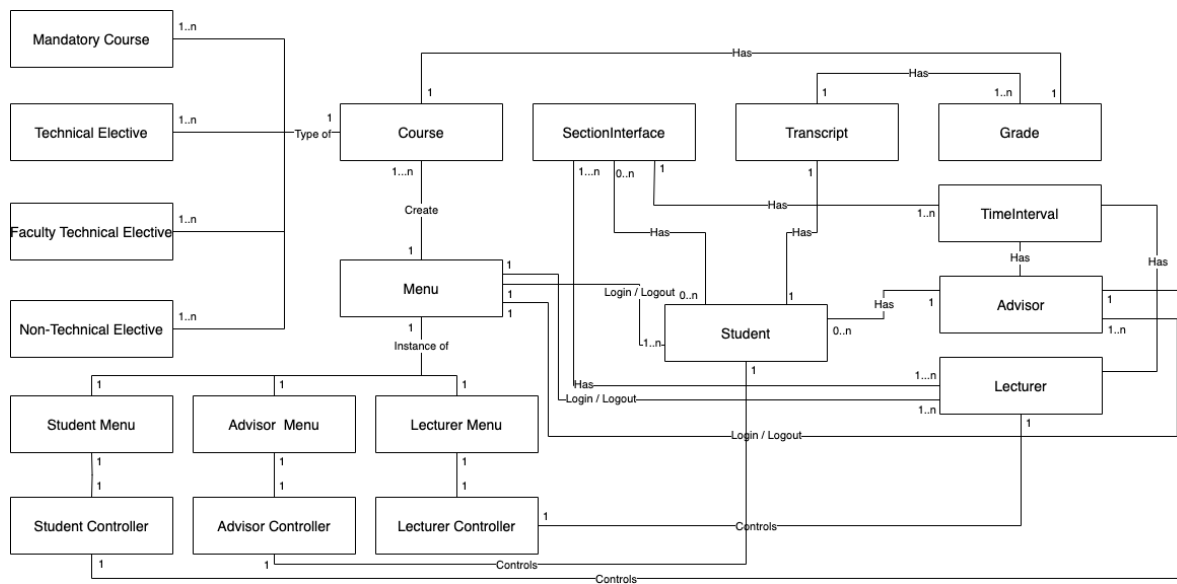 Mandatory Course
1..n
Technical Elective
1..n
Faculty Technical Elective
1..n
Non-Technical Elective
1..n
Type of
1
Course
1
1...n
Has
1
Create
1
SectionInterface
1...n
0..n
1
Transcript
1
1
Has
1..n
Grade
Has
1..n
TimeInterval
Has
Has
Has
Has
Menu
1
1
1
1
Login / Logout
0..n
1
1..n
Student
1
0..n
Has
1
Advisor
1
1..n
Instance of
1
1
1
1
Student Menu
Advisor  Menu
Lecturer Menu
Has
1...n
Lecturer
Login / Logout
1..n
1
Login / Logout
1
1
1
1
1
1
Student Controller
Advisor Controller
Lecturer Controller
1
Controls
1
1
Controls
Controls